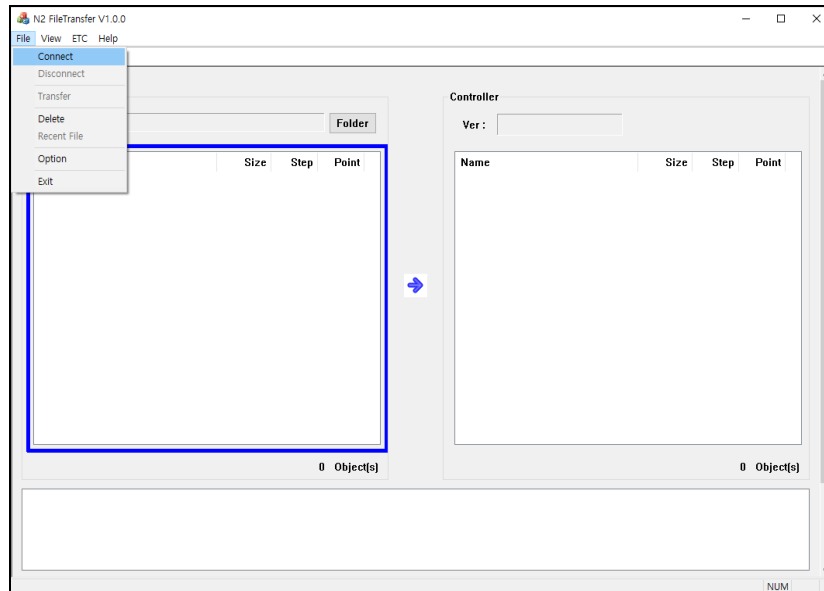 N2 FileTransfer V1.0.0
File View ETC Help
Connect
Disconnect
Transfer
Delete
Recent File
Option
Exit
Folder
Size Step Point
0 Object(s)
Controller
Ver :
Name Size Step Point
0 Object(s)
NUM